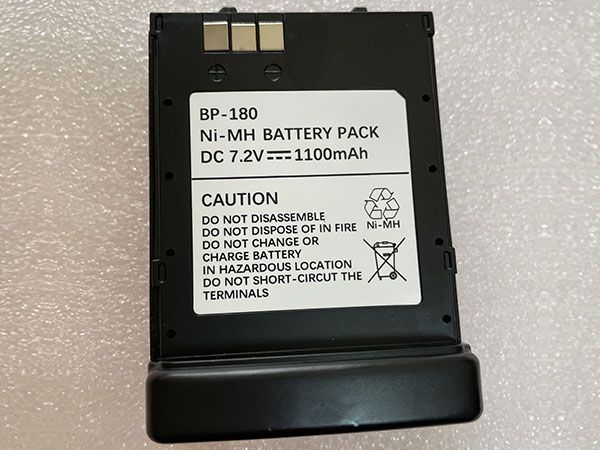 BP-180
Ni-MH BATTERY PACK
DC 7.2V⎓1100mAh
CAUTION
DO NOT DISASSEMBLE
DO NOT DISPOSE OF IN FIRE
DO NOT CHANGE OR
CHARGE BATTERY
IN HAZARDOUS LOCATION
DO NOT SHORT-CIRCUT THE
TERMINALS
Ni-MH